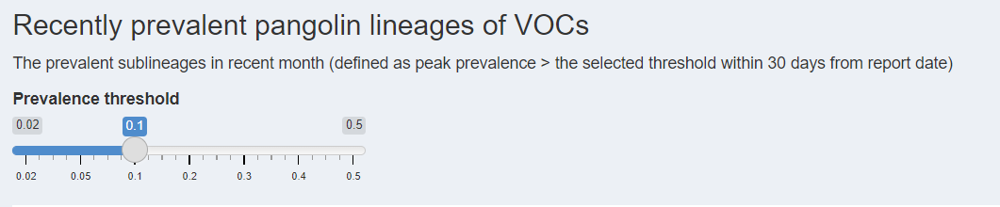 Recently prevalent pangolin lineages of VOCs
The prevalent sublineages in recent month (defined as peak prevalence > the selected threshold within 30 days from report date)
Prevalence threshold
0.02 0.1 0.5
0.02 0.05 0.1 0.2 0.3 0.4 0.5